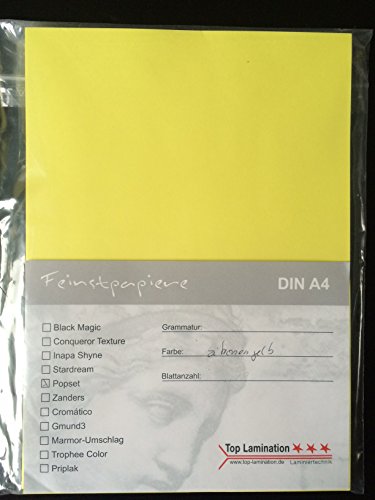 Feinstpapiere DIN A4
Black Magic
Conqueror Texture
Inapa Shyne
Stardream
Popset
Zanders
Cromático
Gmund3
Marmor-Umschlag
Trophee Color
Priplak
Grammatur:
Farbe: zitronengelb
Blattanzahl:
Top Lamination
www.top-lamination.de Laminiertechnik